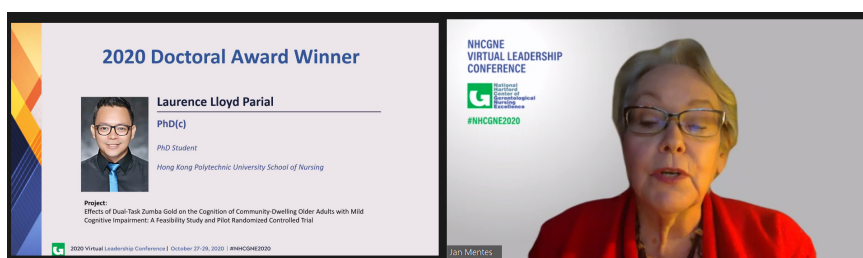 2020 Doctoral Award Winner
Laurence Lloyd Parial
PhD(c)
PhD Student
Hong Kong Polytechnic University School of Nursing
Project:
Effects of Dual-Task Zumba Gold on the Cognition of Community-Dwelling Older Adults with Mild
Cognitive Impairment: A Feasibility Study and Pilot Randomized Controlled Trial
2020 Virtual Leadership Conference | October 27-29, 2020 | #NHCGNE2020
NHCGNE
VIRTUAL LEADERSHIP
CONFERENCE
National
Hartford
Center of
Gerontological
Nursing
Excellence
#NHCGNE2020
Jan Mentes